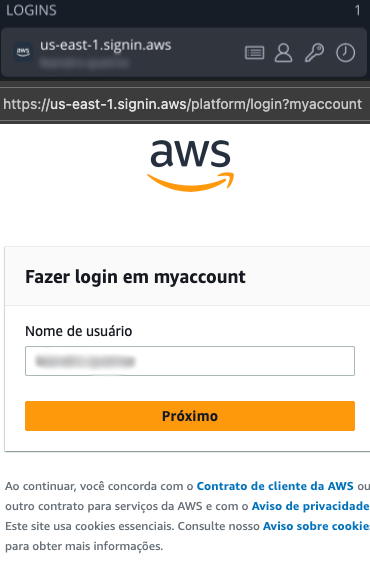 LOGINS 1
aws us-east-1.signin.aws
https://us-east-1.signin.aws/platform/login?myaccount
aws
Fazer login em myaccount
Nome de usuário
Próximo
Ao continuar, você concorda com o Contrato de cliente da AWS ou
outro contrato para serviços da AWS e com o Aviso de privacidade
Este site usa cookies essenciais. Consulte nosso Aviso sobre cookie
para obter mais informações.